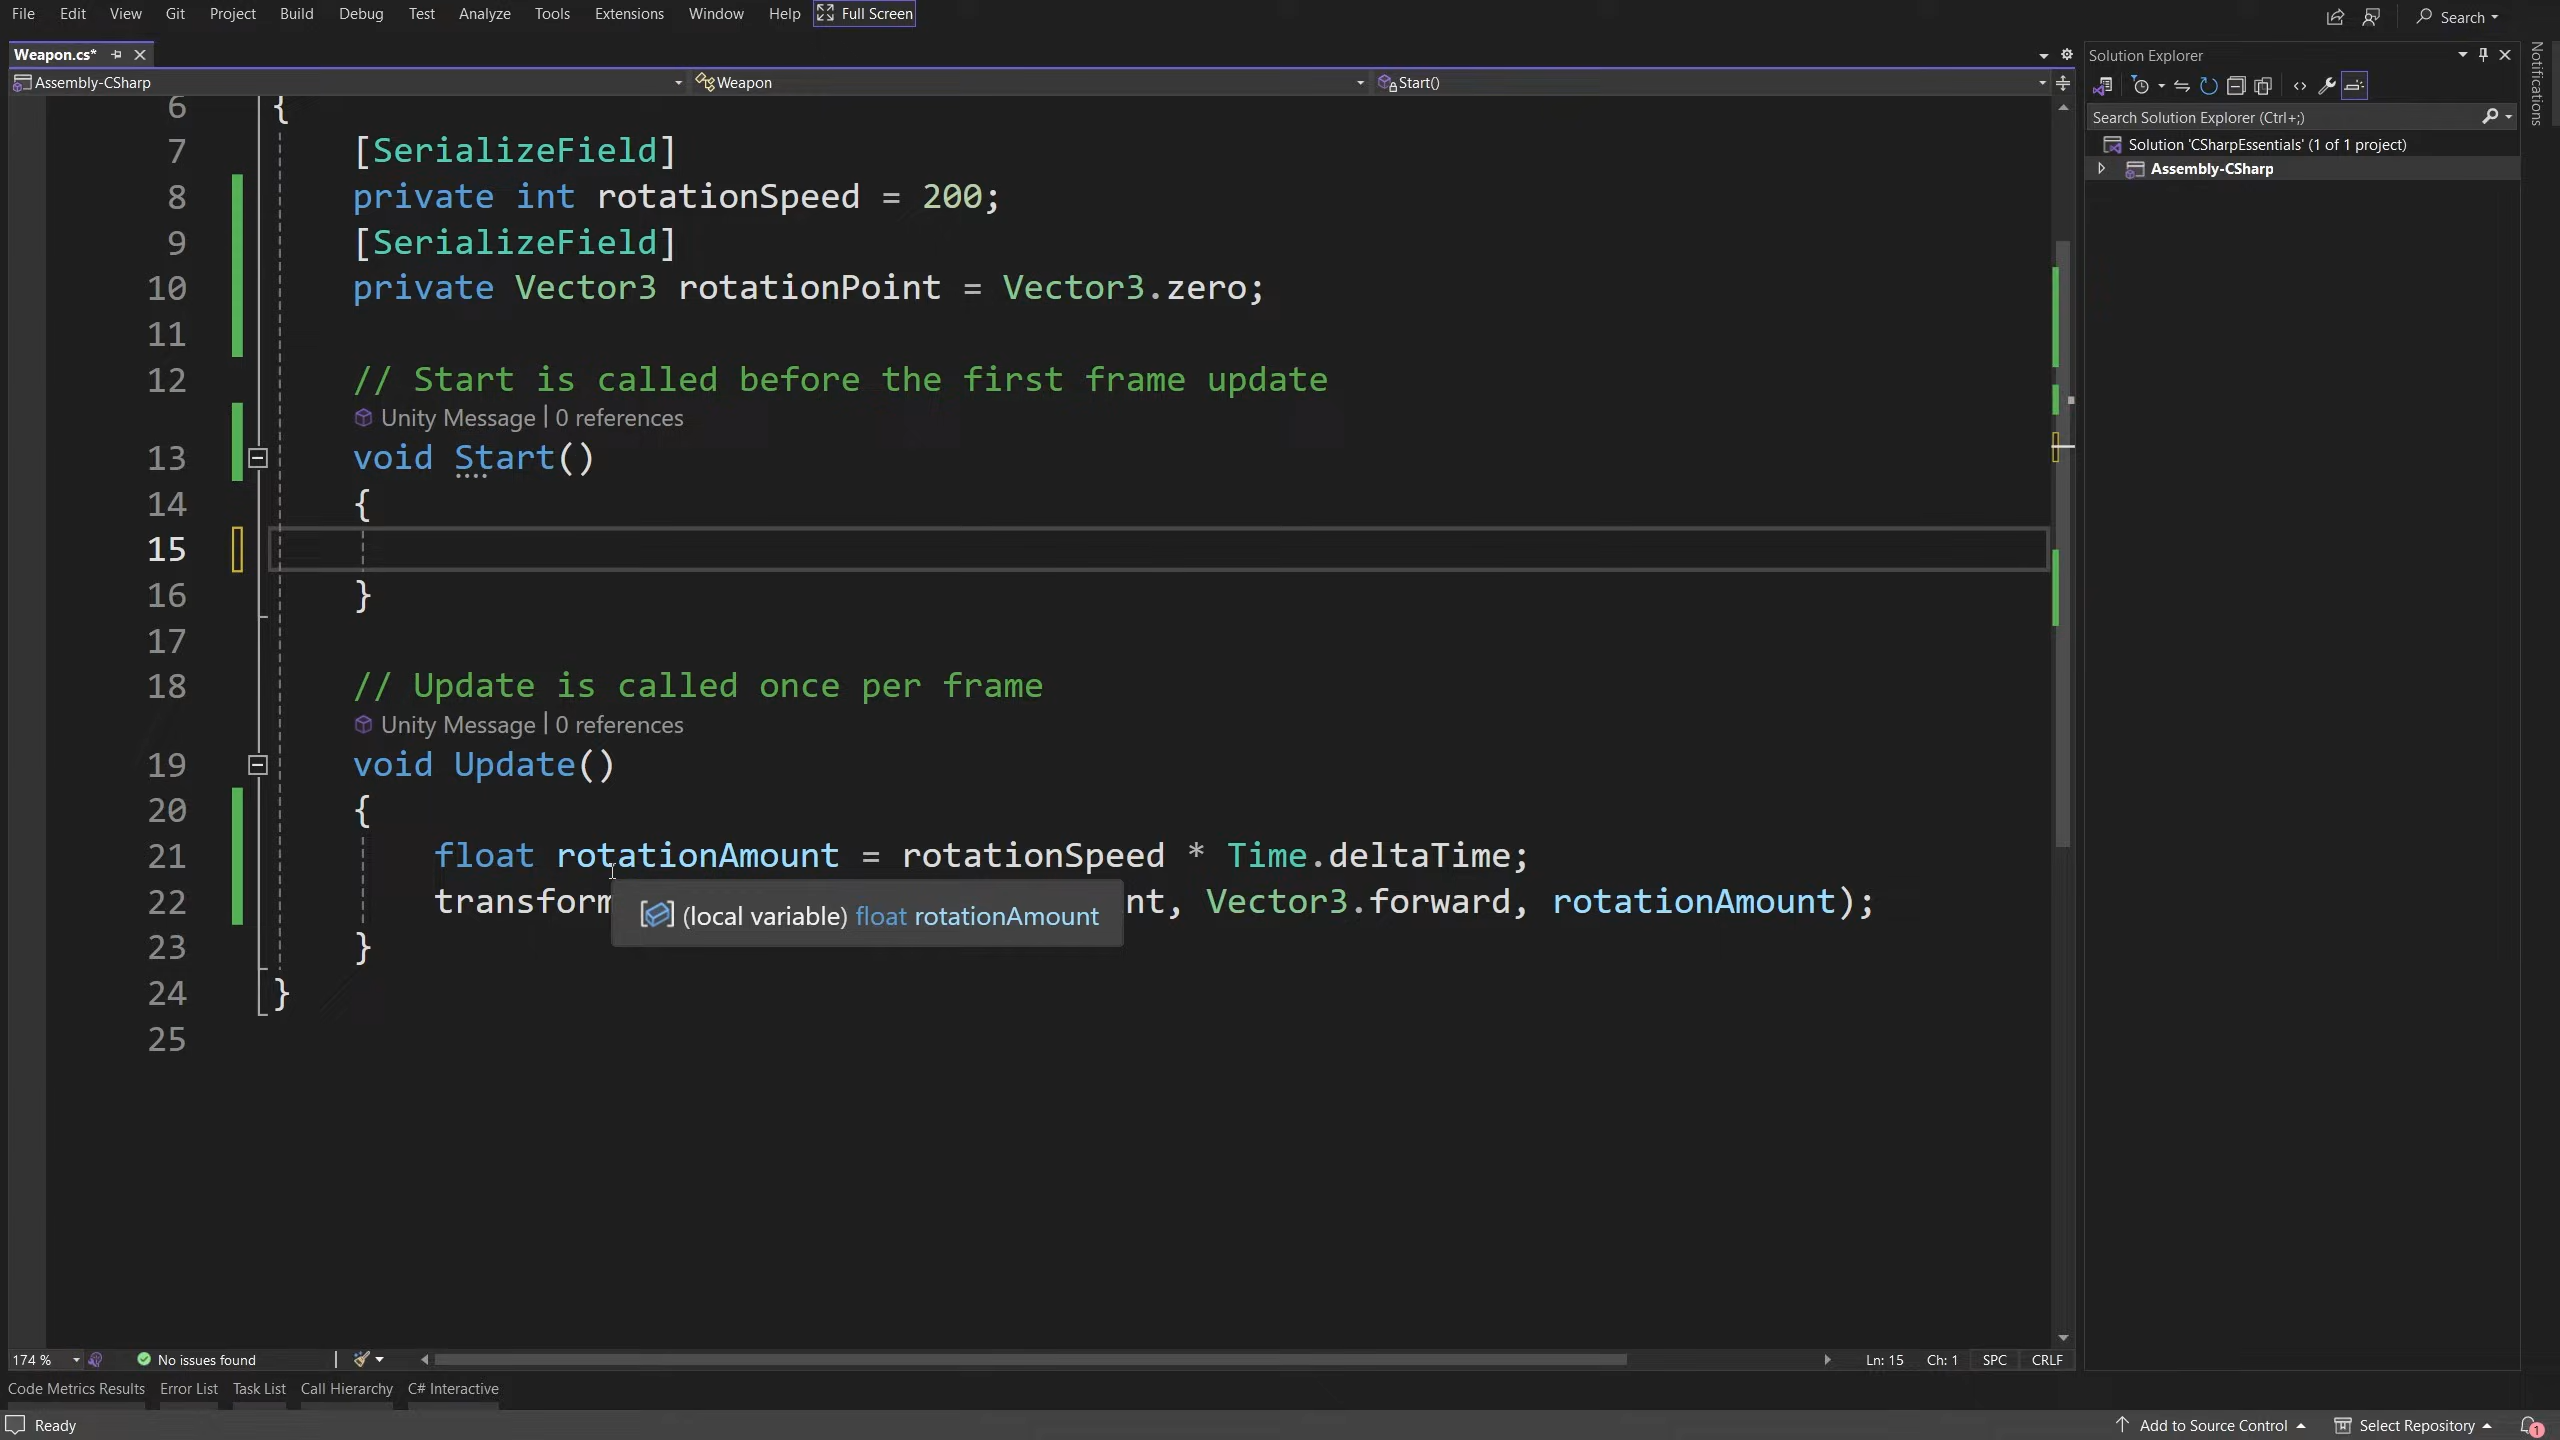 File Edit View Git Project Build Debug Test Analyze Tools Extensions Window Help Full Screen Search
Weapon.cs*
Assembly-CSharp Weapon Start()
6 {
7 [SerializeField]
8 private int rotationSpeed = 200;
9 [SerializeField]
10 private Vector3 rotationPoint = Vector3.zero;
11
12 // Start is called before the first frame update
Unity Message | 0 references
13 void Start()
14 {
15
16 }
17
18 // Update is called once per frame
Unity Message | 0 references
19 void Update()
20 {
21 float rotationAmount = rotationSpeed * Time.deltaTime;
22 transform nt, Vector3.forward, rotationAmount);
(local variable) float rotationAmount
23 }
24 }
25
174 % No issues found Ln: 15 Ch: 1 SPC CRLF
Code Metrics Results Error List Task List Call Hierarchy C# Interactive
Ready Add to Source Control Select Repository 1
Solution Explorer
Search Solution Explorer (Ctrl+;)
Solution 'CSharpEssentials' (1 of 1 project)
Assembly-CSharp
Notifications